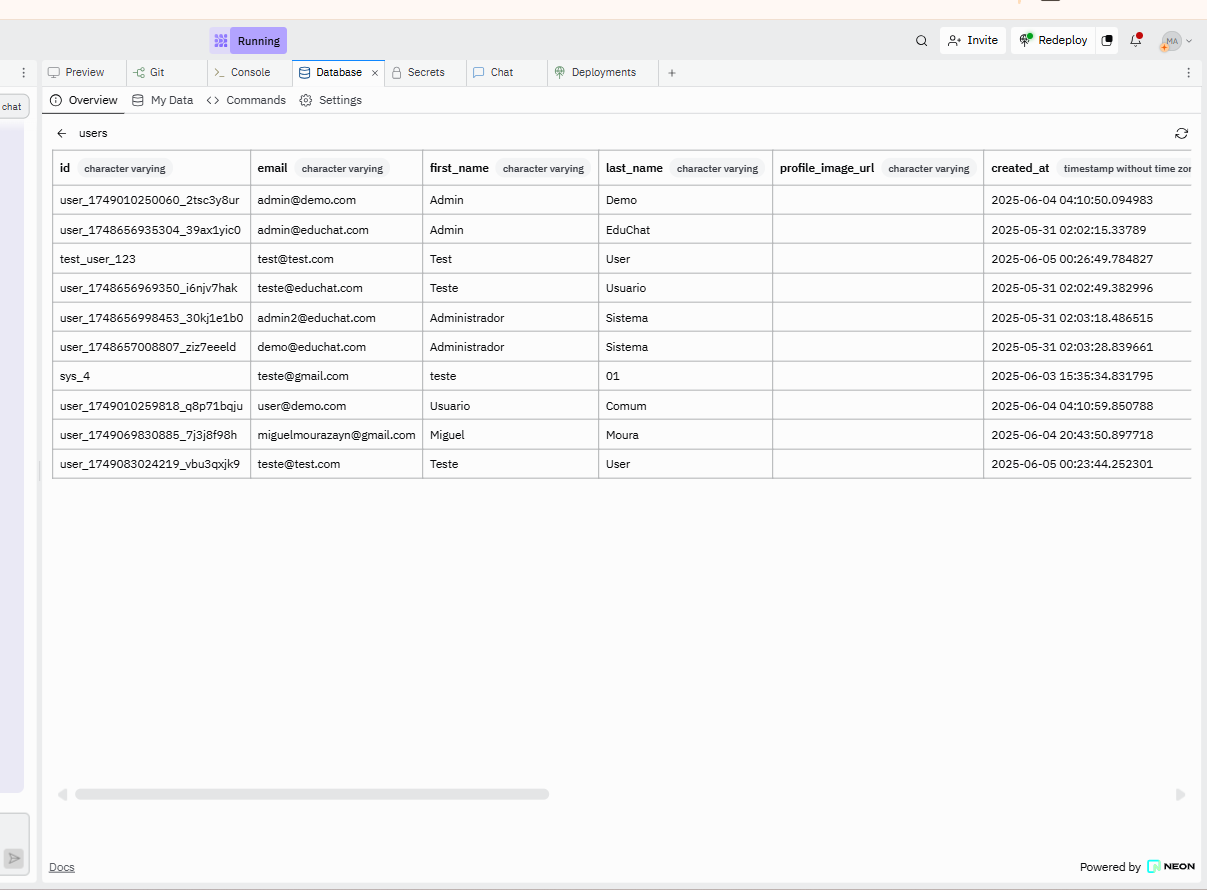 Running
Invite
Redeploy
MA
Preview Git Console Database Secrets Chat Deployments
chat
Overview My Data Commands Settings
users
id character varying email character varying first_name character varying last_name character varying profile_image_url character varying created_at timestamp without time zon
user_1749010250060_2tsc3y8ur admin@demo.com Admin Demo 2025-06-04 04:10:50.094983
user_1748656935304_39ax1yic0 admin@educhat.com Admin EduChat 2025-05-31 02:02:15.33789
test_user_123 test@test.com Test User 2025-06-05 00:26:49.784827
user_1748656969350_i6njv7hak teste@educhat.com Teste Usuario 2025-05-31 02:02:49.382996
user_1748656998453_30kj1e1b0 admin2@educhat.com Administrador Sistema 2025-05-31 02:03:18.486515
user_1748657008807_ziz7eeeld demo@educhat.com Administrador Sistema 2025-05-31 02:03:28.839661
sys_4 teste@gmail.com teste 01 2025-06-03 15:35:34.831795
user_1749010259818_q8p71bqju user@demo.com Usuario Comum 2025-06-04 04:10:59.850788
user_1749069830885_7j3j8f98h miguelmourazayn@gmail.com Miguel Moura 2025-06-04 20:43:50.897718
user_1749083024219_vbu3qxjk9 teste@test.com Teste User 2025-06-05 00:23:44.252301
Docs
Powered by NEON